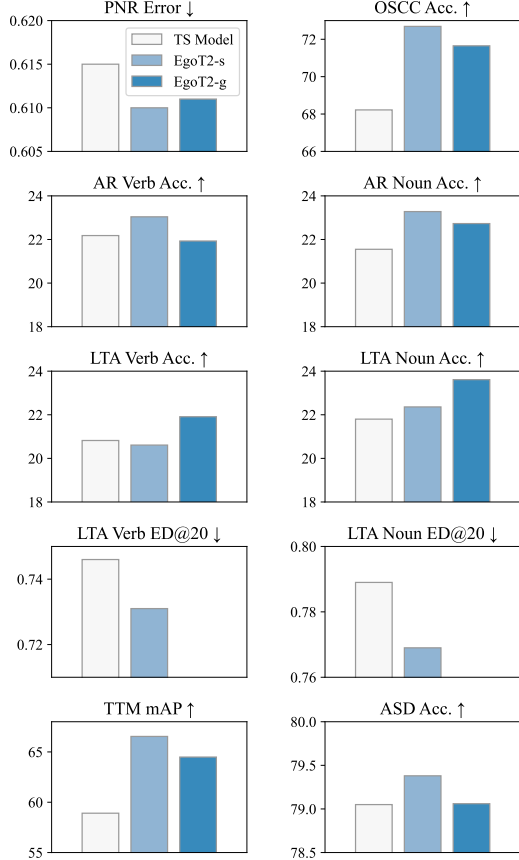 PNR Error ↓
0.620
0.615
0.610
0.605
TS Model
EgoT2-s
EgoT2-g
OSCC Acc. ↑
72
70
68
66
AR Verb Acc. ↑
24
22
20
18
AR Noun Acc. ↑
24
22
20
18
LTA Verb Acc. ↑
24
22
20
18
LTA Noun Acc. ↑
24
22
20
18
LTA Verb ED@20 ↓
0.74
0.72
LTA Noun ED@20 ↓
0.80
0.78
0.76
TTM mAP ↑
65
60
55
ASD Acc. ↑
80.0
79.5
79.0
78.5